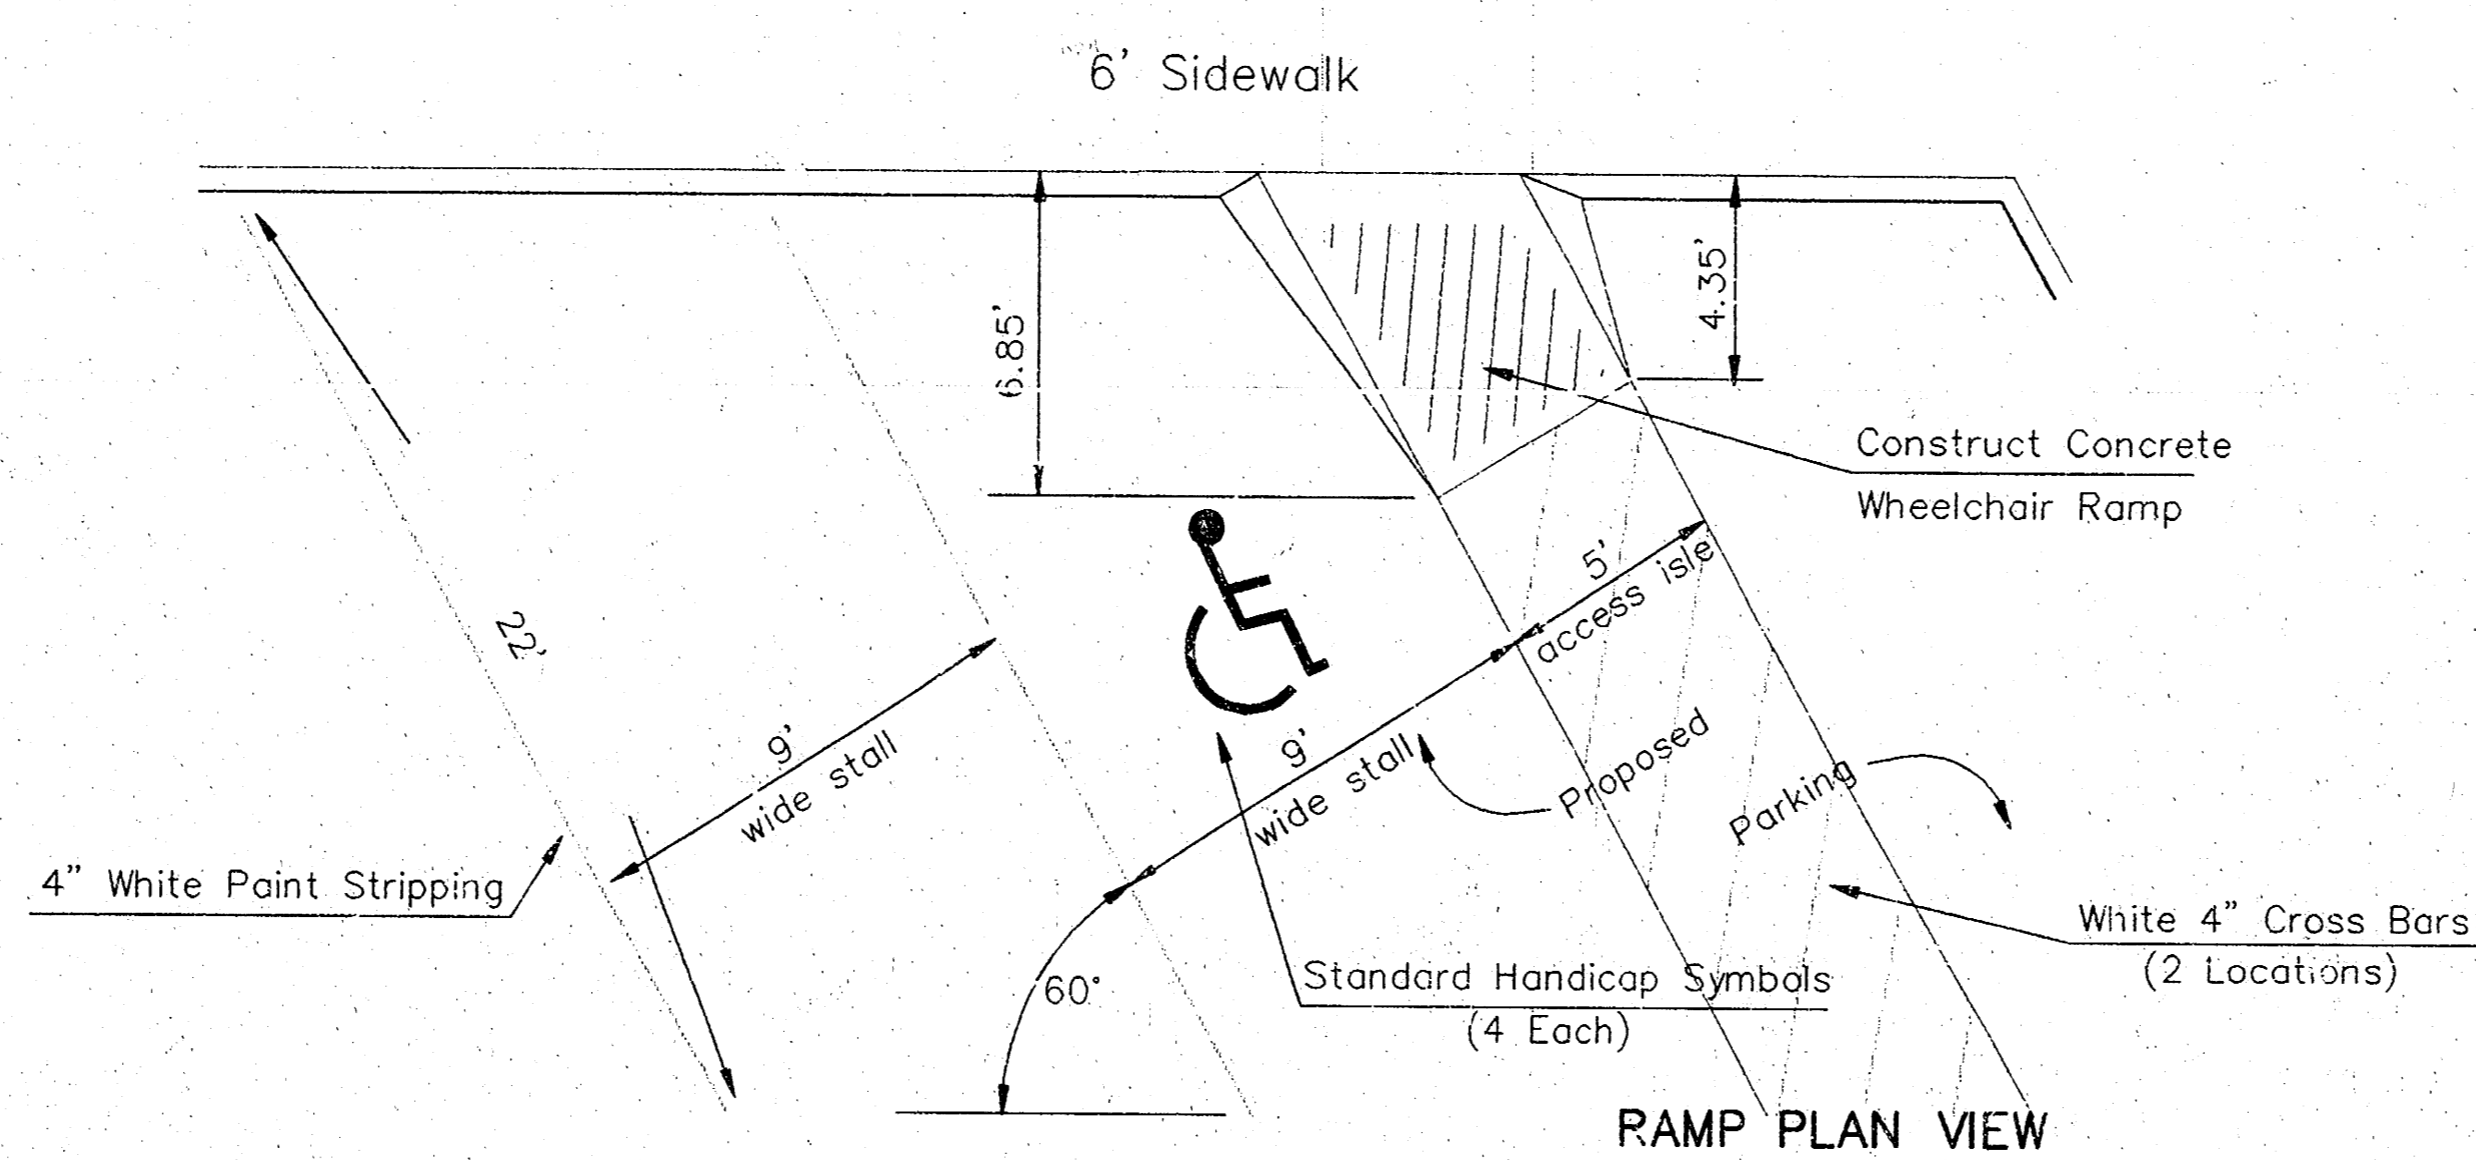 6' Sidewalk
6.85'
4.35'
Construct Concrete
Wheelchair Ramp
22'
5'
access isle
9'
wide stall
9'
wide stall
Proposed
Parking
4" White Paint Stripping
60°
Standard Handicap Symbols
(4 Each)
White 4" Cross Bars
(2 Locations)
RAMP PLAN VIEW